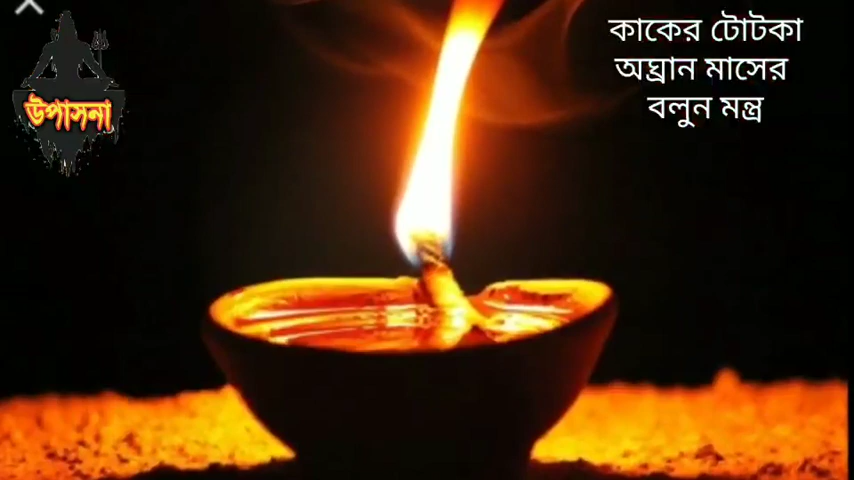 কাকের টোটকা
অঘ্রান মাসের
বলুন মন্ত্র
উপাসনা